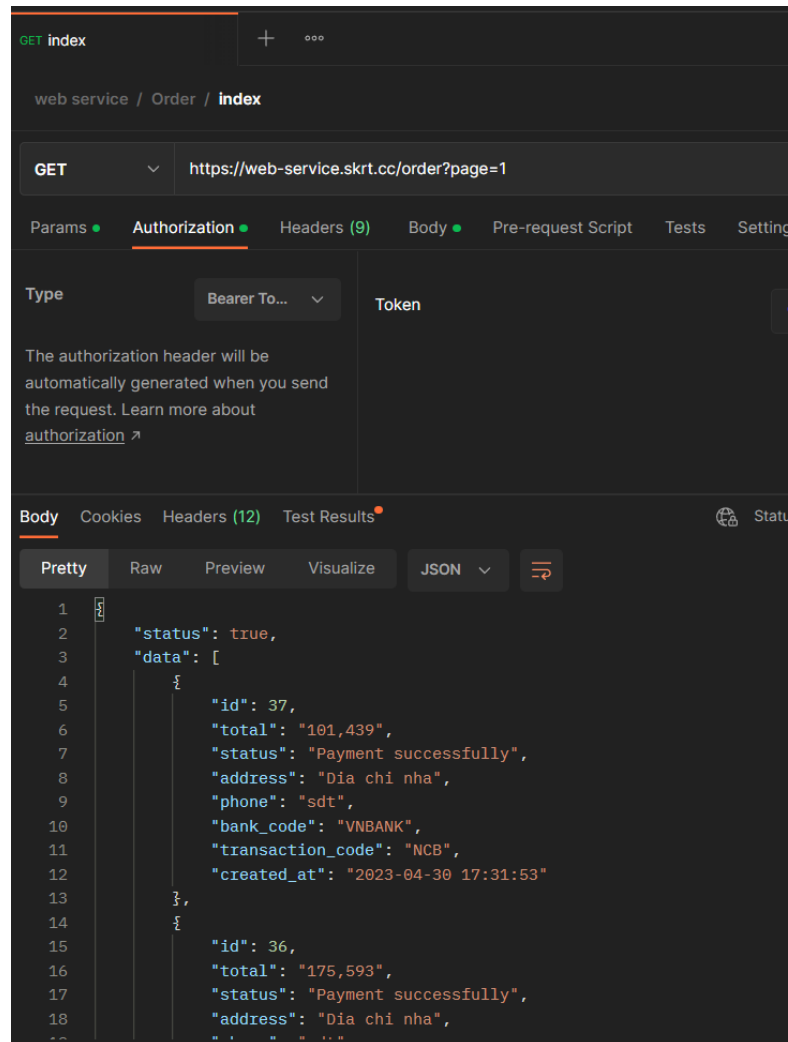 GET index
web service / Order / index
GET https://web-service.skrt.cc/order?page=1
Params Authorization Headers (9) Body Pre-request Script Tests Setting
Type Bearer To... Token
The authorization header will be
automatically generated when you send
the request. Learn more about
authorization ↗
Body Cookies Headers (12) Test Results Statu
Pretty Raw Preview Visualize JSON
1 {
2 "status": true,
3 "data": [
4 {
5 "id": 37,
6 "total": "101,439",
7 "status": "Payment successfully",
8 "address": "Dia chi nha",
9 "phone": "sdt",
10 "bank_code": "VNBANK",
11 "transaction_code": "NCB",
12 "created_at": "2023-04-30 17:31:53"
13 },
14 {
15 "id": 36,
16 "total": "175,593",
17 "status": "Payment successfully",
18 "address": "Dia chi nha",